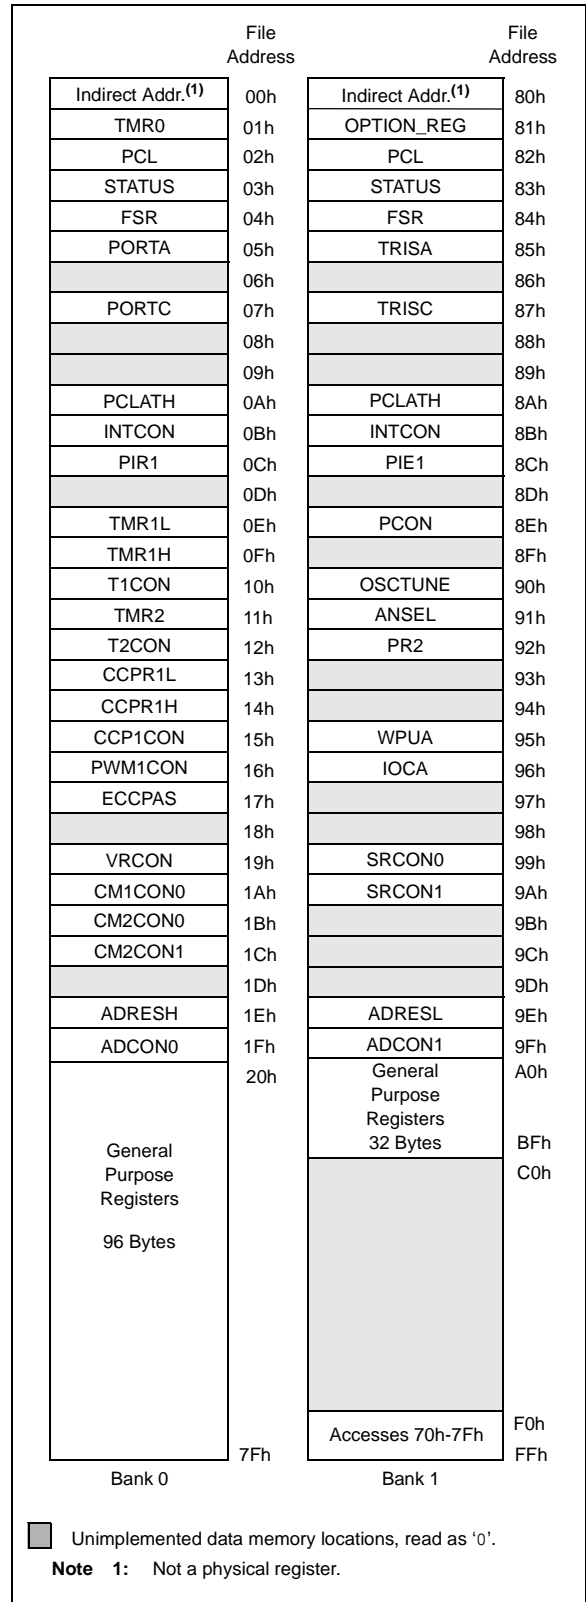 File Address File Address
Indirect Addr.(1) 00h Indirect Addr.(1) 80h
TMR0 01h OPTION_REG 81h
PCL 02h PCL 82h
STATUS 03h STATUS 83h
FSR 04h FSR 84h
PORTA 05h TRISA 85h
06h 86h
PORTC 07h TRISC 87h
08h 88h
09h 89h
PCLATH 0Ah PCLATH 8Ah
INTCON 0Bh INTCON 8Bh
PIR1 0Ch PIE1 8Ch
0Dh 8Dh
TMR1L 0Eh PCON 8Eh
TMR1H 0Fh 8Fh
T1CON 10h OSCTUNE 90h
TMR2 11h ANSEL 91h
T2CON 12h PR2 92h
CCPR1L 13h 93h
CCPR1H 14h 94h
CCP1CON 15h WPUA 95h
PWM1CON 16h IOCA 96h
ECCPAS 17h 97h
18h 98h
VRCON 19h SRCON0 99h
CM1CON0 1Ah SRCON1 9Ah
CM2CON0 1Bh 9Bh
CM2CON1 1Ch 9Ch
1Dh 9Dh
ADRESH 1Eh ADRESL 9Eh
ADCON0 1Fh ADCON1 9Fh
20h General A0h
Purpose
Registers
32 Bytes BFh
General
Purpose
Registers
96 Bytes
C0h
Accesses 70h-7Fh F0h
7Fh FFh
Bank 0 Bank 1
Unimplemented data memory locations, read as ‘0’.
Note 1: Not a physical register.